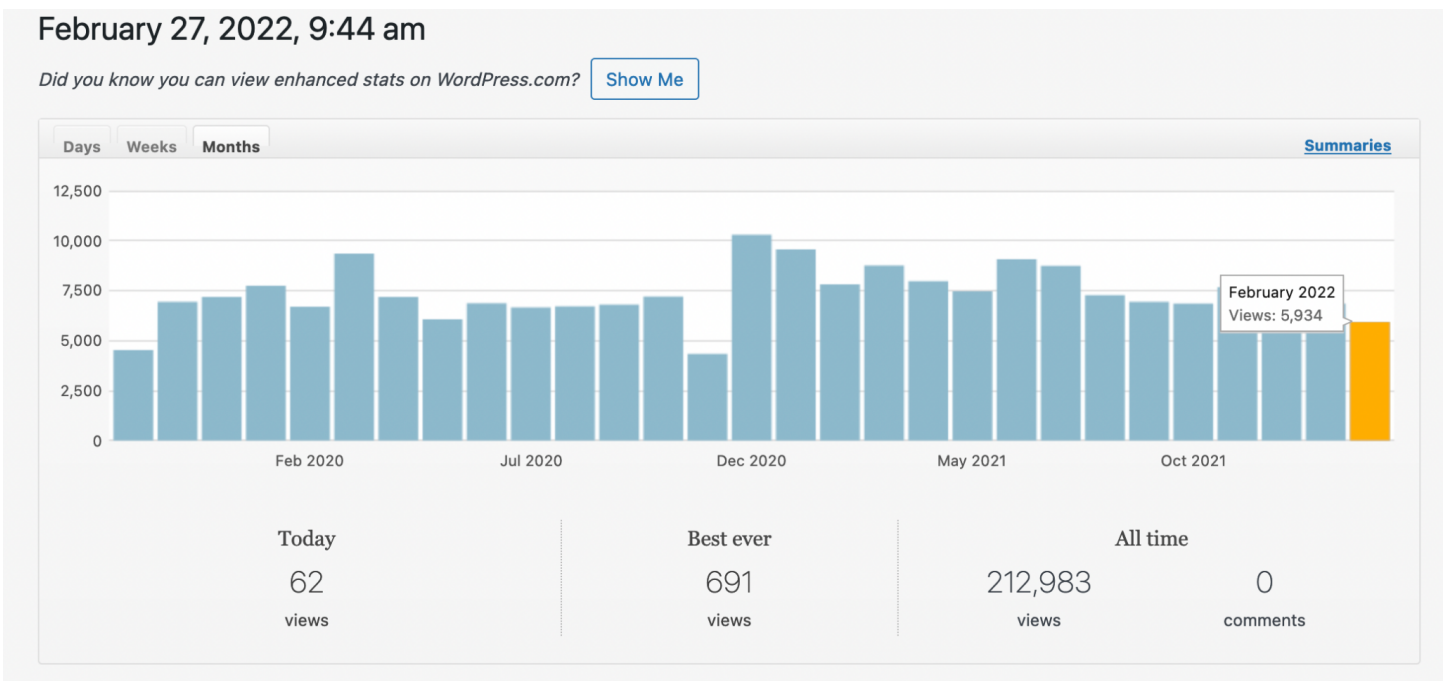 February 27, 2022, 9:44 am
Did you know you can view enhanced stats on WordPress.com? Show Me
Days Weeks Months Summaries
12,500
10,000
7,500
5,000
2,500
0
February 2022
Views: 5,934
Feb 2020 Jul 2020 Dec 2020 May 2021 Oct 2021
Today Best ever All time
62 691 212,983 0
views views views comments